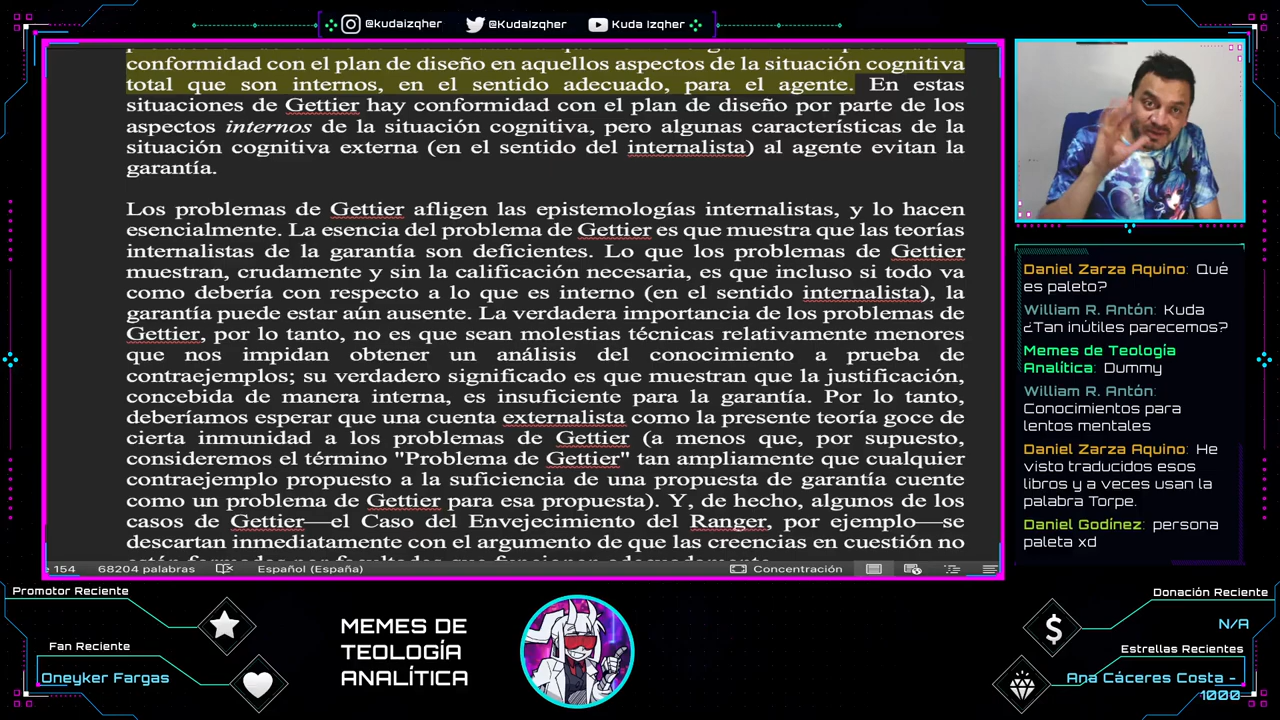 @kudaizqher
@Kudaizqher
Kuda Izqher
conformidad con el plan de diseño en aquellos aspectos de la situación cognitiva
total que son internos, en el sentido adecuado, para el agente. En estas
situaciones de Gettier hay conformidad con el plan de diseño por parte de los
aspectos internos de la situación cognitiva, pero algunas características de la
situación cognitiva externa (en el sentido del internalista) al agente evitan la
garantía.
Los problemas de Gettier afligen las epistemologías internalistas, y lo hacen
esencialmente. La esencia del problema de Gettier es que muestra que las teorías
internalistas de la garantía son deficientes. Lo que los problemas de Gettier
muestra, crudamente y sin la calificación necesaria, es que incluso si todo va
como debería con respecto a lo que es interno (en el sentido internalista), la
garantía puede estar aún ausente. La verdadera importancia de los problemas de
Gettier, por lo tanto, no es que sean molestias técnicas relativamente menores
que nos impidan obtener un análisis del conocimiento a prueba de
contraejemplos; su verdadero significado es que muestran que la justificación,
concebida de manera interna, es insuficiente para la garantía. Por lo tanto,
deberíamos esperar que una cuenta externalista como la presente teoría goce de
cierta inmunidad a los problemas de Gettier (a menos que, por supuesto,
consideremos el término "Problema de Gettier" tan ampliamente que cualquier
contraejemplo propuesto a la suficiencia de una propuesta de garantía cuente
como un problema de Gettier para esa propuesta). Y, de hecho, algunos de los
casos de Gettier—el Caso del Envejecimiento del Ranger, por ejemplo—se
descartan inmediatamente con el argumento de que las creencias en cuestión no
154 68204 palabras Español (España) Concentración
Daniel Zarza Aquino: Qué
es paleto?
William R. Antón: Kuda
¿Tan inútiles parecemos?
Memes de Teología
Analítica: Dummy
William R. Antón:
Conocimientos para
lentos mentales
Daniel Zarza Aquino: He
visto traducidos esos
libros y a veces usan la
palabra Torpe.
Daniel Godínez: persona
paleta xd
Promotor Reciente
Fan Reciente
Oneyker Fargas
MEMES DE
TEOLOGÍA
ANALÍTICA
Donación Reciente
N/A
Estrellas Recientes
Ana Cáceres Costa -
1000